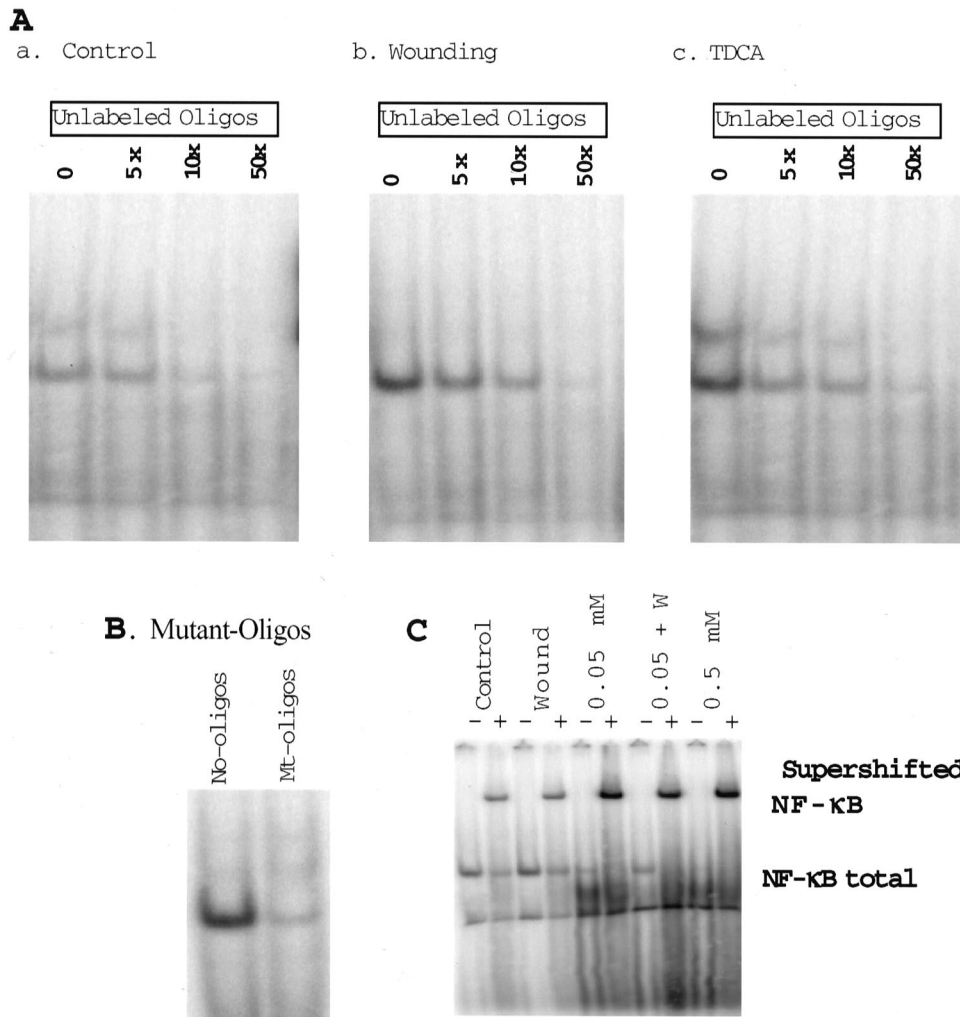 A
a. Control
b. Wounding
c. TDCA
Unlabeled Oligos
Unlabeled Oligos
Unlabeled Oligos
0 5x 10x 50x
0 5x 10x 50x
0 5x 10x 50x
B. Mutant-Oligos
No-oligos
Mt-oligos
C
Control
Wound
0.05 mM
0.05 + W
0.5 mM
- + - + - + - + - +
Supershifted
NF-κB
NF-κB total